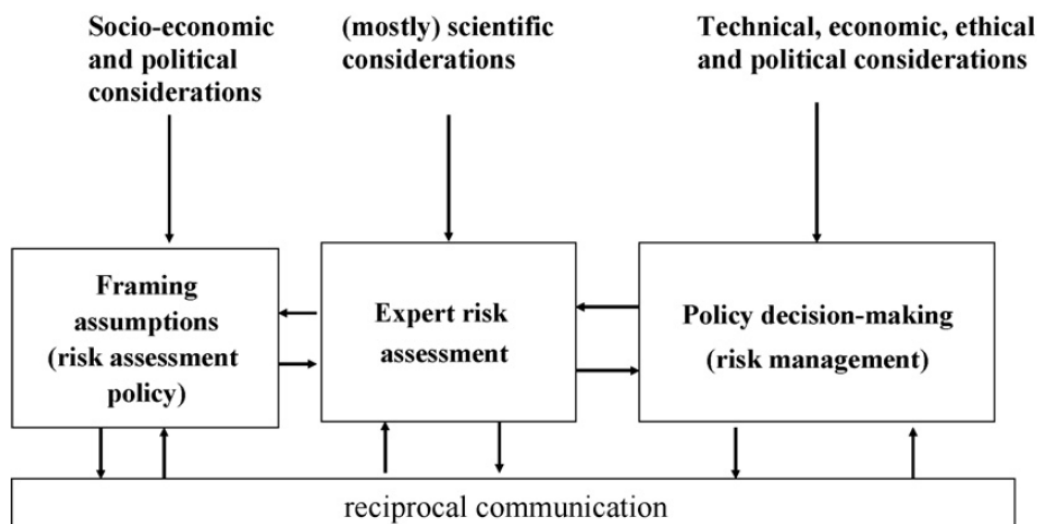 Socio-economic
and political
considerations
(mostly) scientific
considerations
Technical, economic, ethical
and political considerations
Framing
assumptions
(risk assessment
policy)
Expert risk
assessment
Policy decision-making
(risk management)
reciprocal communication